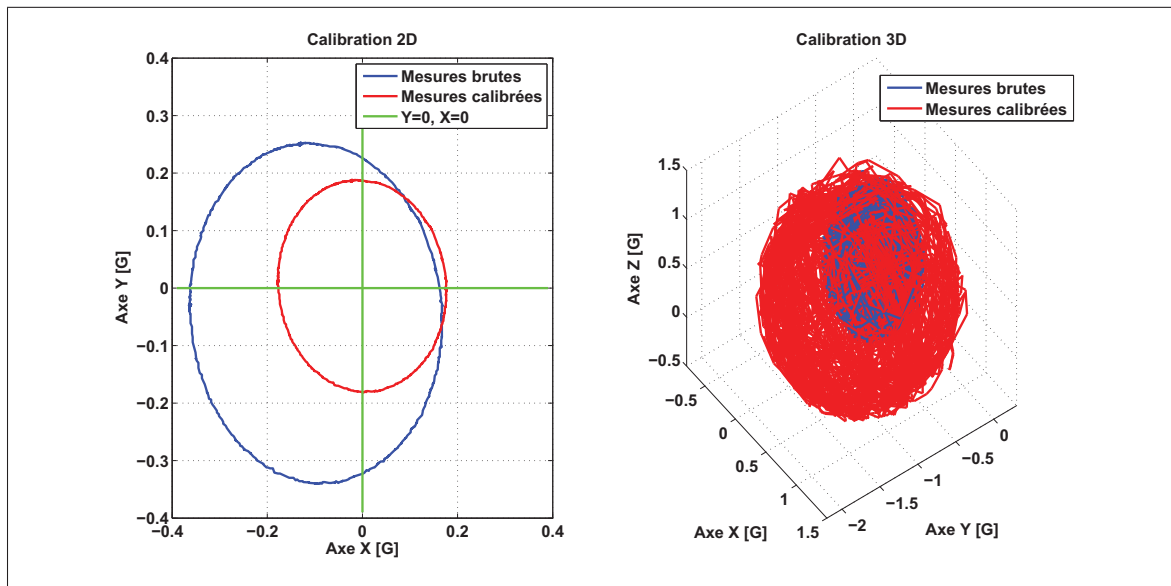 Calibration 2D
0.4
0.3
0.2
0.1
0
−0.1
−0.2
−0.3
−0.4
−0.4
−0.2
0
0.2
0.4
Axe Y [G]
Axe X [G]
Mesures brutes
Mesures calibrées
Y=0, X=0
Calibration 3D
Mesures brutes
Mesures calibrées
1.5
1
0.5
0
−0.5
Axe Z [G]
−0.5
0
0.5
1
1.5
Axe X [G]
−2
−1.5
−1
−0.5
0
Axe Y [G]